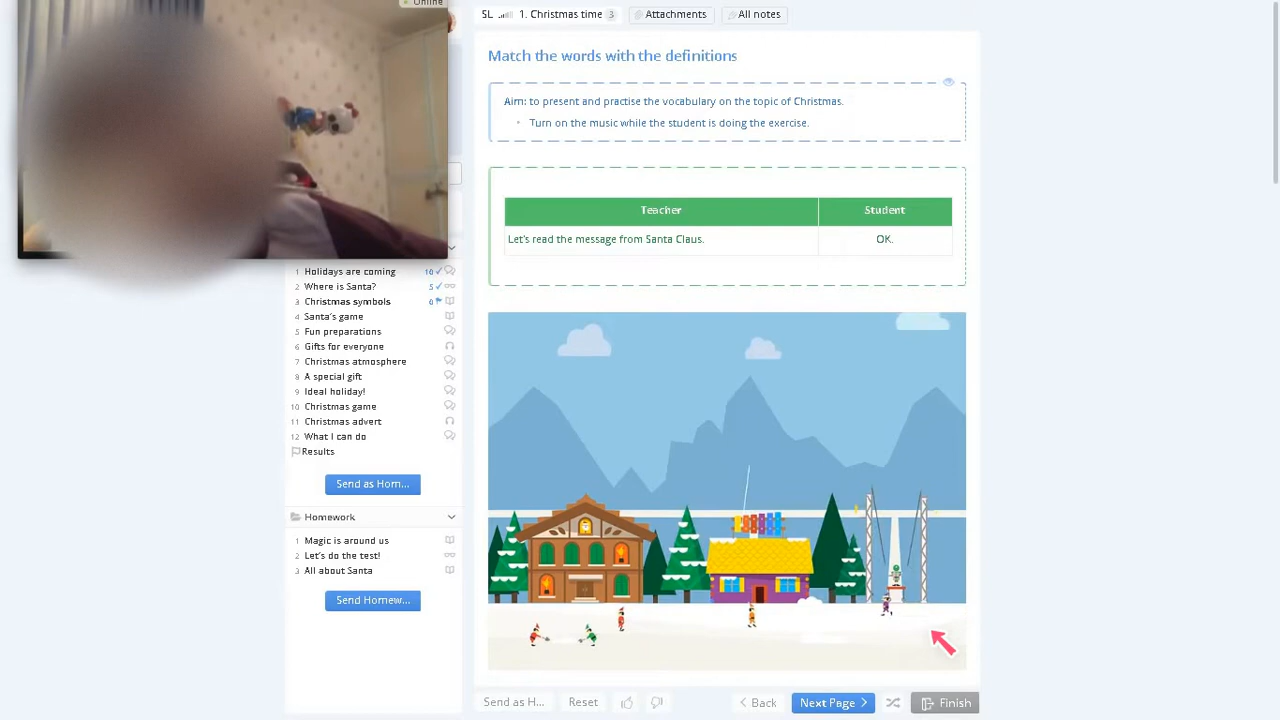 Online
SL 1. Christmas time 3 Attachments All notes
Match the words with the definitions
Aim: to present and practise the vocabulary on the topic of Christmas.
• Turn on the music while the student is doing the exercise.
Teacher Student
Let's read the message from Santa Claus. OK.
1 Holidays are coming 10
2 Where is Santa? 5
3 Christmas symbols 0
4 Santa's game
5 Fun preparations
6 Gifts for everyone
7 Christmas atmosphere
8 A special gift
9 Ideal holiday!
10 Christmas game
11 Christmas advert
12 What I can do
Results
Send as Hom...
Homework
1 Magic is around us
2 Let's do the test!
3 All about Santa
Send Homew...
Send as H... Reset Back Next Page Finish